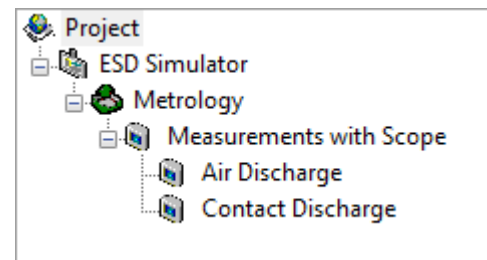 Project
ESD Simulator
Metrology
Measurements with Scope
Air Discharge
Contact Discharge